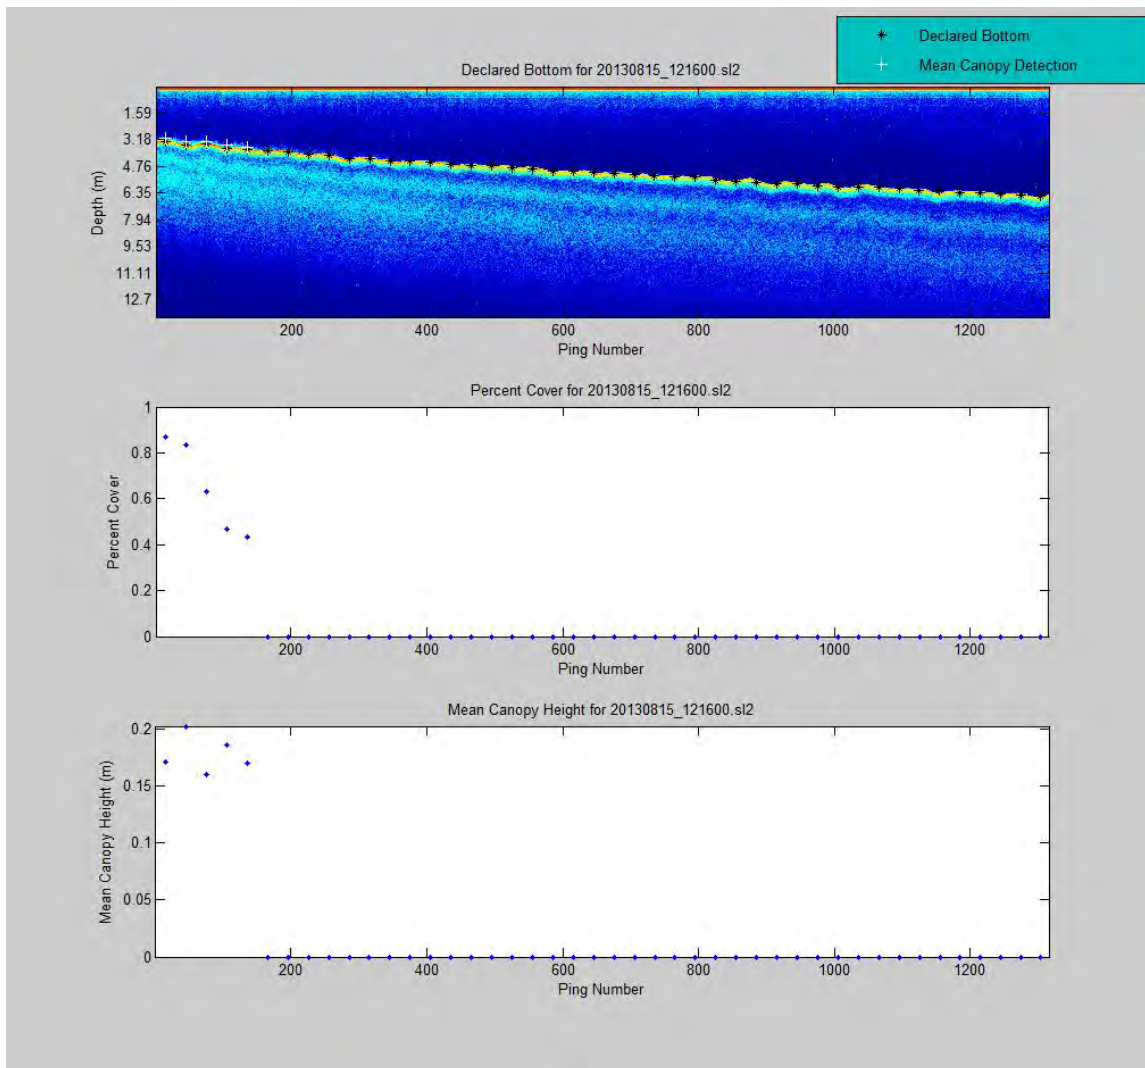 Declared Bottom
Mean Canopy Detection
Declared Bottom for 20130815_121600.sl2
Depth (m)
1.59
3.18
4.76
6.35
7.94
9.53
11.11
12.7
200 400 600 800 1000 1200
Ping Number
Percent Cover for 20130815_121600.sl2
Percent Cover
1
0.8
0.6
0.4
0.2
0
200 400 600 800 1000 1200
Ping Number
Mean Canopy Height for 20130815_121600.sl2
Mean Canopy Height (m)
0.2
0.15
0.1
0.05
0
200 400 600 800 1000 1200
Ping Number